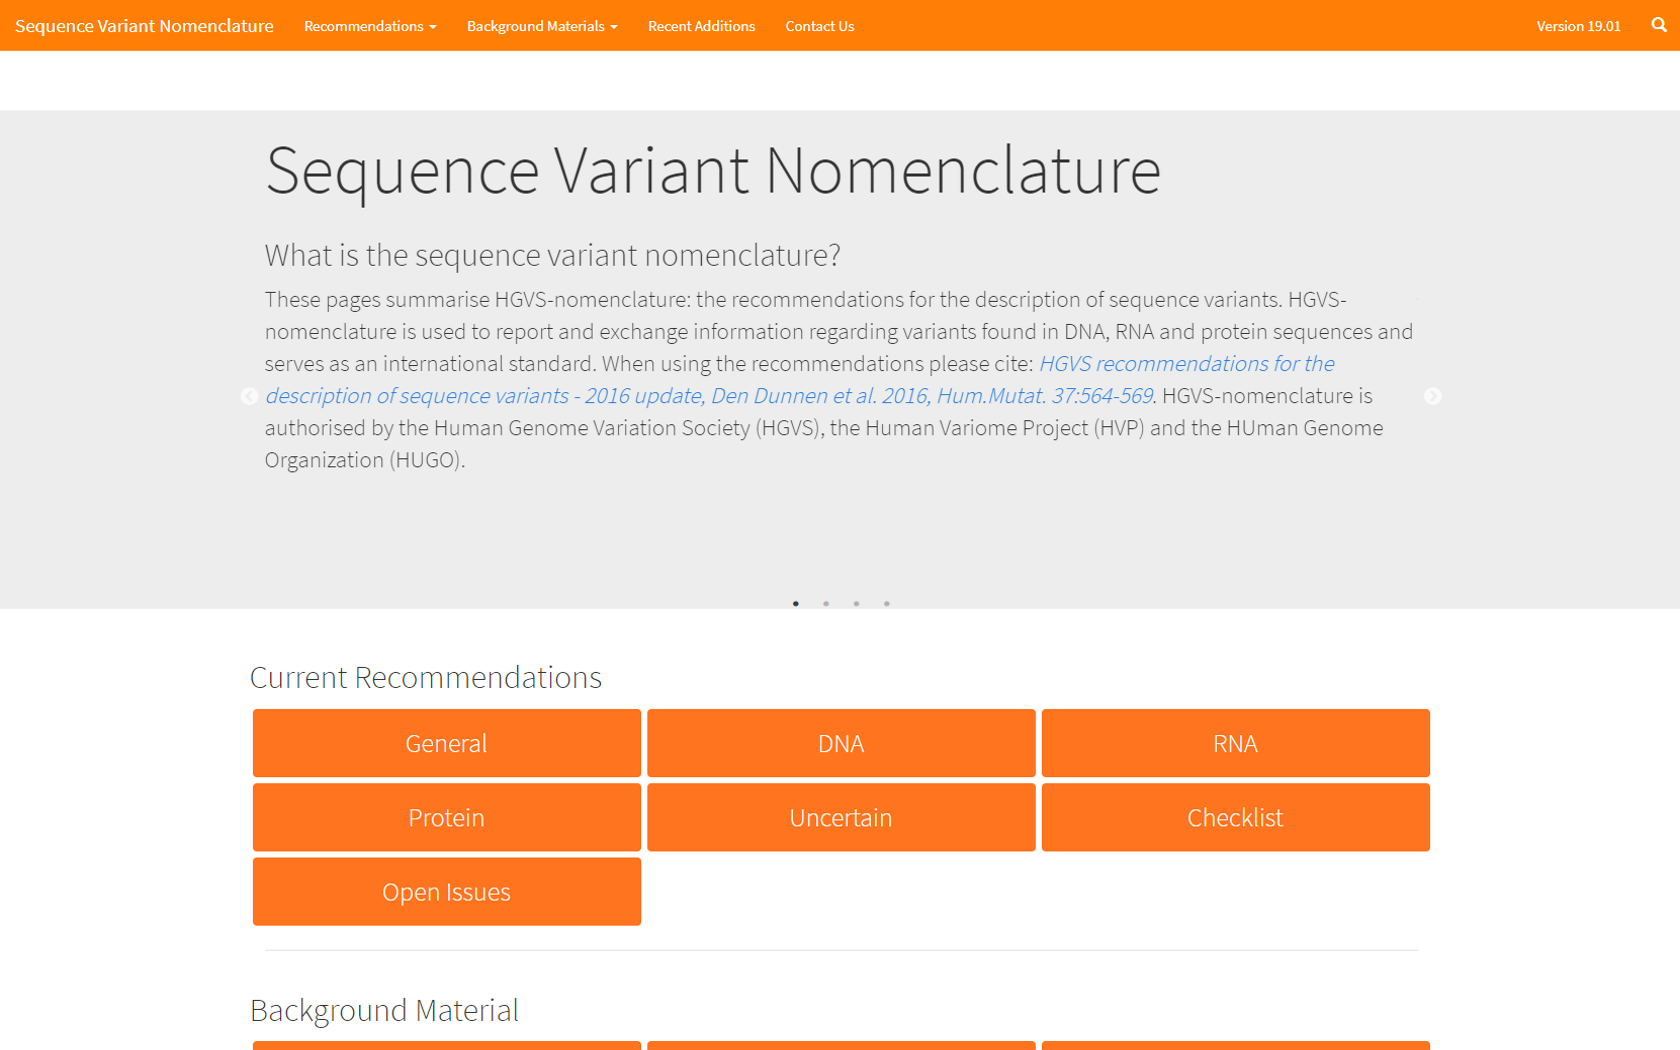 Sequence Variant Nomenclature Recommendations Background Materials Recent Additions Contact Us Version 19.01
Sequence Variant Nomenclature
What is the sequence variant nomenclature?
These pages summarise HGVS-nomenclature: the recommendations for the description of sequence variants. HGVS-
nomenclature is used to report and exchange information regarding variants found in DNA, RNA and protein sequences and
serves as an international standard. When using the recommendations please cite: HGVS recommendations for the
description of sequence variants - 2016 update, Den Dunnen et al. 2016, Hum.Mutat. 37:564-569. HGVS-nomenclature is
authorised by the Human Genome Variation Society (HGVS), the Human Variome Project (HVP) and the HUman Genome
Organization (HUGO).
Current Recommendations
General DNA RNA
Protein Uncertain Checklist
Open Issues
Background Material